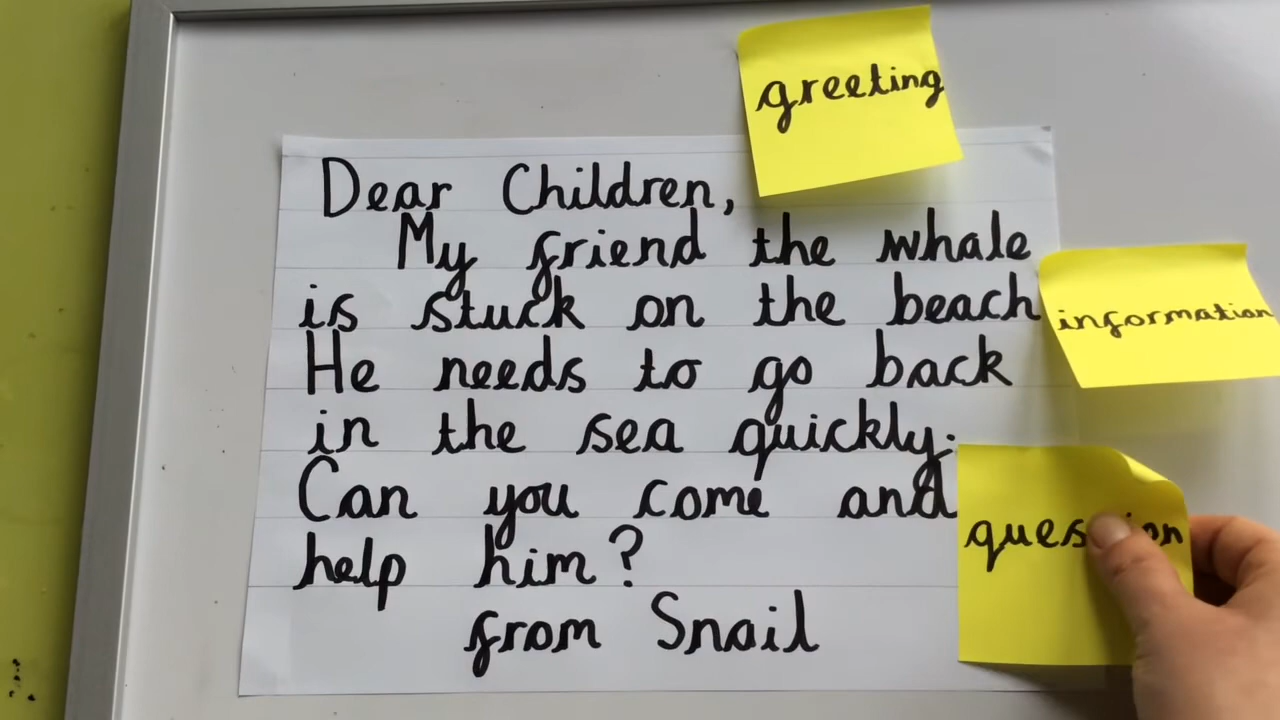 greeting
Dear Children,
My friend the whale
is stuck on the beach
information
He needs to go back
in the sea quickly.
Can you come and
question
help him?
from Snail